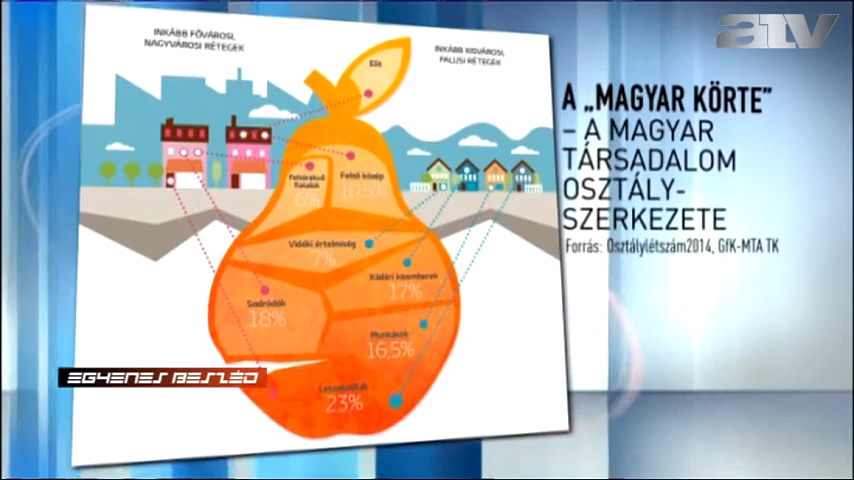 INKÁBB FŐVÁROSI,
NAGYVÁROSI RÉTEGEK
INKÁBB KISVÁROSI,
FALUSI RÉTEGEK
Elit
Felső közép
10,5%
Feltörekvő
fiatalok
6%
Vidéki értelmiség
7%
Kádári kisemberek
17%
Sodródók
18%
Munkások
16,5%
Leszakadtak
23%
EGYENES BESZÉD
atv
A „MAGYAR KÖRTE”
– A MAGYAR
TÁRSADALOM
OSZTÁLY-
SZERKEZETE
Forrás: Osztálylétszám2014, GfK-MTA TK